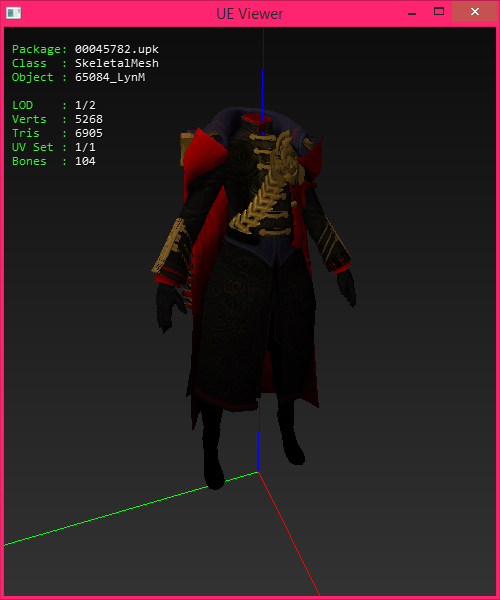 UE Viewer
Package: 00045782.upk
Class  : SkeletalMesh
Object : 65084_LynM
LOD    : 1/2
Verts  : 5268
Tris   : 6905
UV Set : 1/1
Bones  : 104